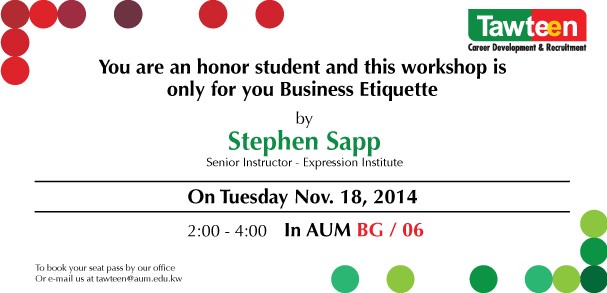 Tawteen
Career Development & Recruitment
You are an honor student and this workshop is
only for you Business Etiquette
by
Stephen Sapp
Senior Instructor - Expression Institute
On Tuesday Nov. 18, 2014
2:00 - 4:00 In AUM BG / 06
To book your seat pass by our office
Or e-mail us at tawteen@aum.edu.kw